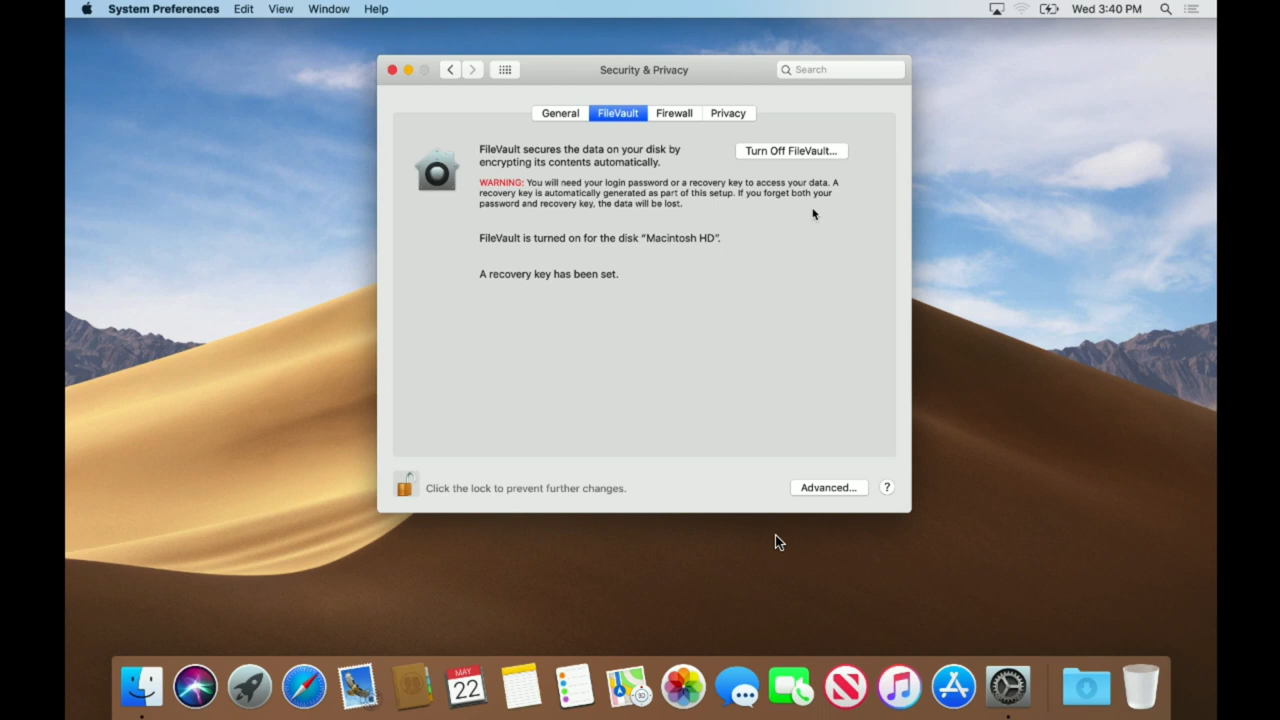 System Preferences Edit View Window Help
Wed 3:40 PM
Security & Privacy
Search
General FileVault Firewall Privacy
FileVault secures the data on your disk by
encrypting its contents automatically.
Turn Off FileVault...
WARNING: You will need your login password or a recovery key to access your data. A
recovery key is automatically generated as part of this setup. If you forget both your
password and recovery key, the data will be lost.
FileVault is turned on for the disk “Macintosh HD”.
A recovery key has been set.
Click the lock to prevent further changes.
Advanced... ?
MAY
22